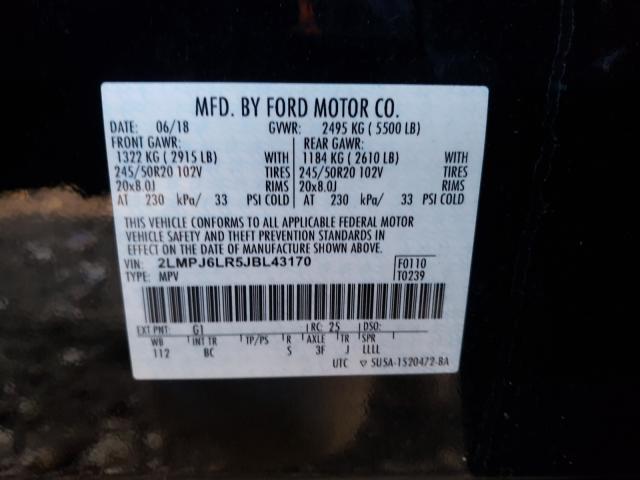 MFD. BY FORD MOTOR CO.
DATE: 06/18 GVWR: 2495 KG ( 5500 LB)
FRONT GAWR: REAR GAWR:
1322 KG ( 2915 LB) WITH 1184 KG ( 2610 LB) WITH
245/50R20 102V TIRES 245/50R20 102V TIRES
20x8.0J RIMS 20x8.0J RIMS
AT 230 kPa/ 33 PSI COLD AT 230 kPa/ 33 PSI COLD
THIS VEHICLE CONFORMS TO ALL APPLICABLE FEDERAL MOTOR
VEHICLE SAFETY AND THEFT PREVENTION STANDARDS IN
EFFECT ON THE DATE OF MANUFACTURE SHOWN ABOVE.
VIN: 2LMPJ6LR5JBL43170 F0110
TYPE: MPV T0239
EXT PNT: G1 RC: 25 DSO:
WB INT TR TP/PS R AXLE TR SPR
112 BC S 3F J LLLL
UTC ▽ 5U5A-1520472-BA